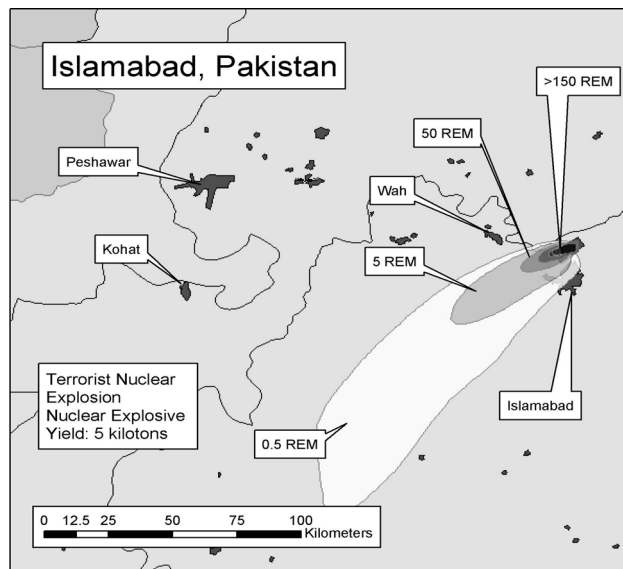 Islamabad, Pakistan
>150 REM
50 REM
Peshawar
Wah
Kohat
5 REM
Terrorist Nuclear
Explosion
Nuclear Explosive
Yield: 5 kilotons
Islamabad
0.5 REM
0 12.5 25 50 75 100
Kilometers